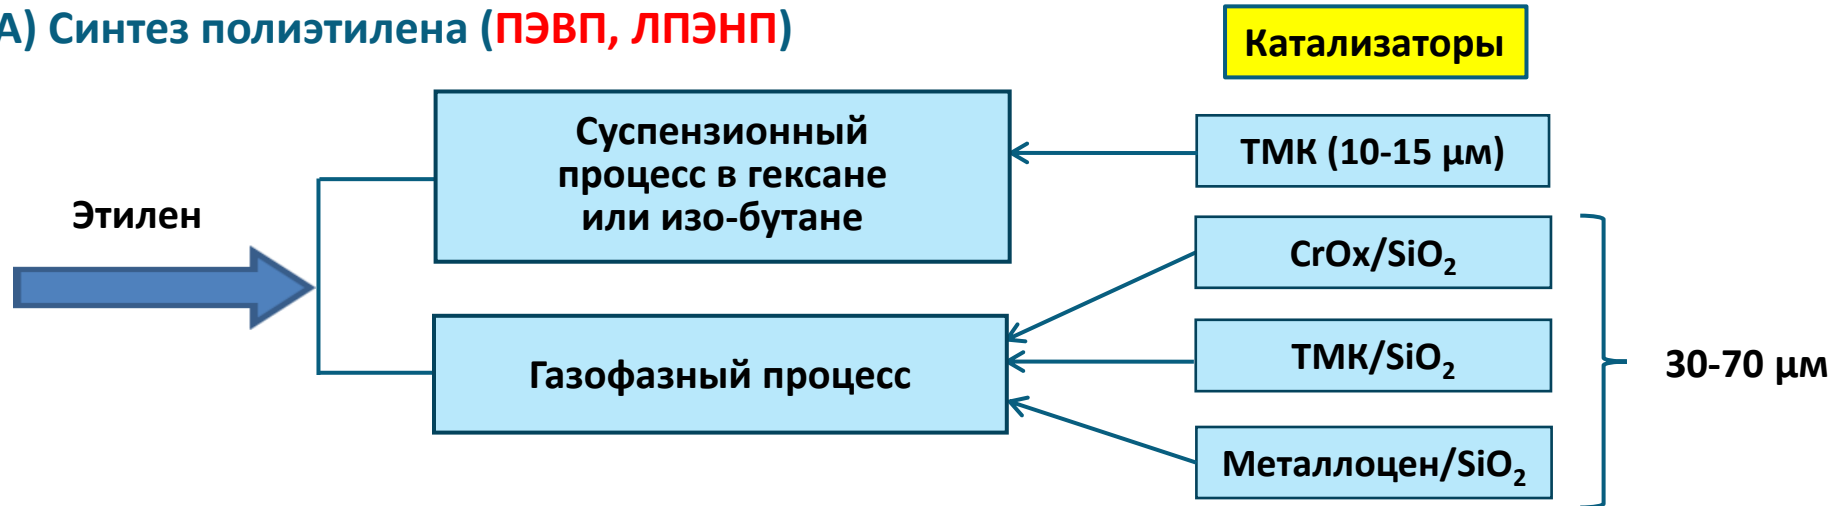 А) Синтез полиэтилена (ПЭВП, ЛПЭНП)
Катализаторы
Суспензионный
процесс в гексане
или изо-бутане
ТМК (10-15 μм)
Этилен
CrOx/SiO₂
Газофазный процесс
ТМК/SiO₂
30-70 μм
Металлоцен/SiO₂